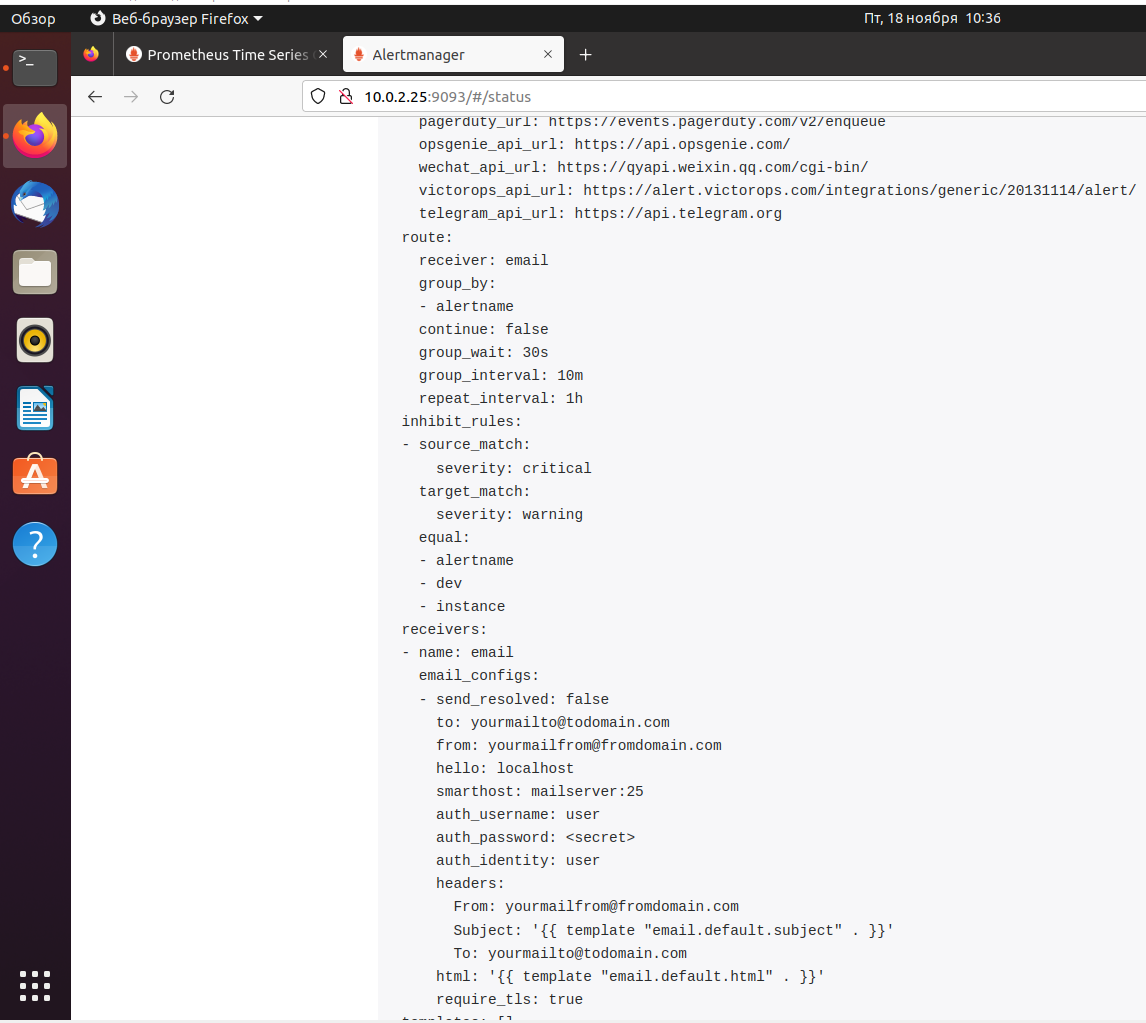 Обзор Веб-браузер Firefox Пт, 18 ноября 10:36
Prometheus Time Series Alertmanager
10.0.2.25:9093/#/status
pagerduty_url: https://events.pagerduty.com/v2/enqueue
opsgenie_api_url: https://api.opsgenie.com/
wechat_api_url: https://qyapi.weixin.qq.com/cgi-bin/
victorops_api_url: https://alert.victorops.com/integrations/generic/20131114/alert/
telegram_api_url: https://api.telegram.org
route:
receiver: email
group_by:
- alertname
continue: false
group_wait: 30s
group_interval: 10m
repeat_interval: 1h
inhibit_rules:
- source_match:
severity: critical
target_match:
severity: warning
equal:
- alertname
- dev
- instance
receivers:
- name: email
email_configs:
- send_resolved: false
to: yourmailto@todomain.com
from: yourmailfrom@fromdomain.com
hello: localhost
smarthost: mailserver:25
auth_username: user
auth_password: <secret>
auth_identity: user
headers:
From: yourmailfrom@fromdomain.com
Subject: '{{ template "email.default.subject" . }}'
To: yourmailto@todomain.com
html: '{{ template "email.default.html" . }}'
require_tls: true
templates: []